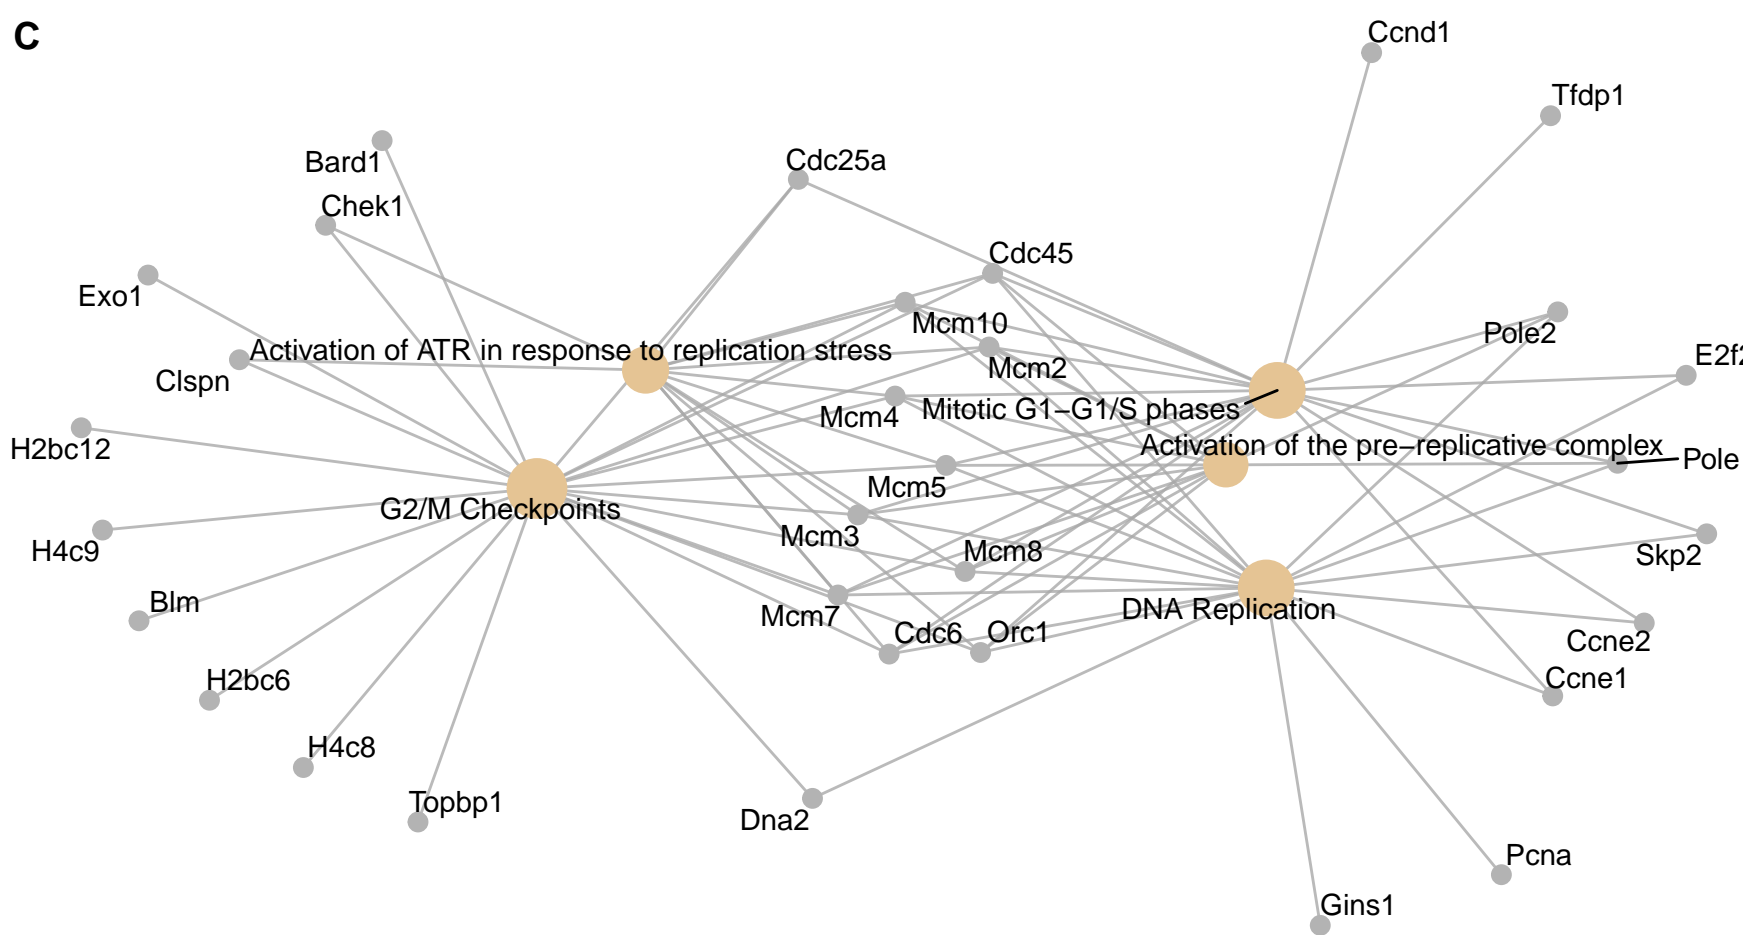 C
Ccnd1
Tfdp1
Bard1
Cdc25a
Chek1
Cdc45
Exo1
Mcm10
Pole2
Activation of ATR in response to replication stress
E2f2
Clspn
Mcm2
Mcm4
Mitotic G1−G1/S phases
H2bc12
Activation of the pre−replicative complex
Pole
Mcm5
G2/M Checkpoints
Mcm3
H4c9
Mcm8
Skp2
Blm
Mcm7
DNA Replication
Cdc6
Orc1
Ccne2
H2bc6
Ccne1
H4c8
Topbp1
Dna2
Pcna
Gins1